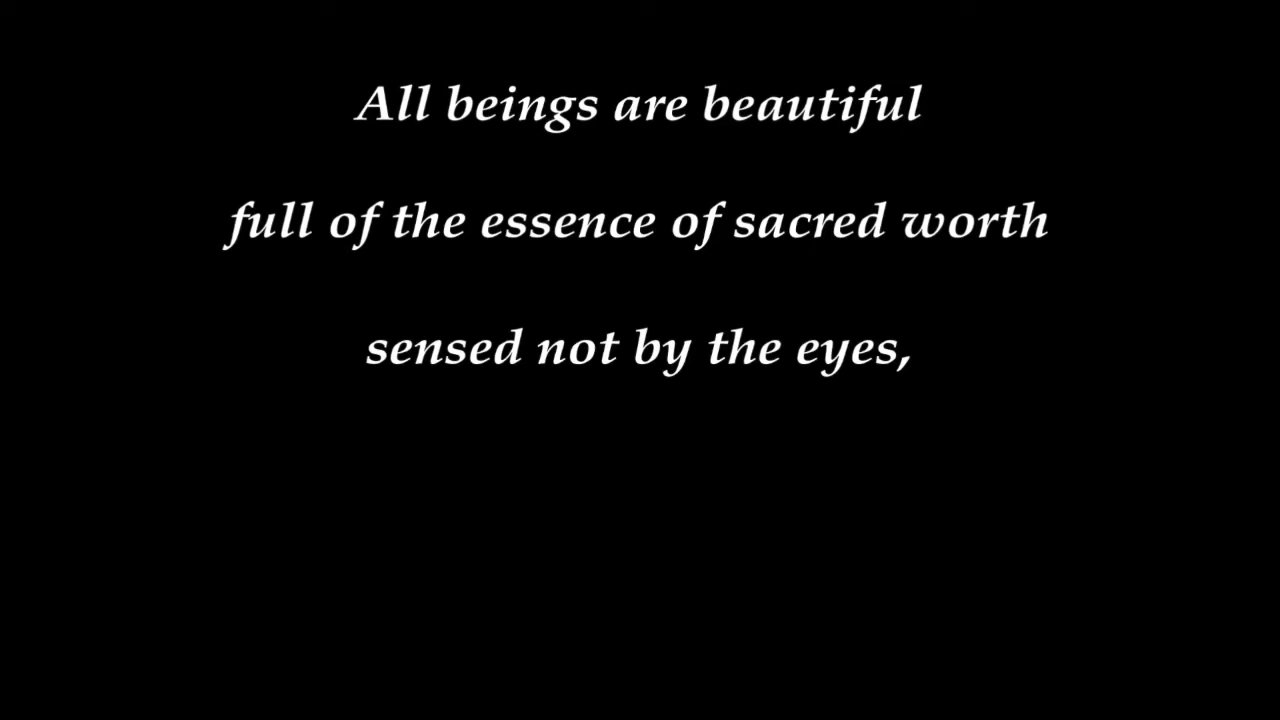 All beings are beautiful
full of the essence of sacred worth
sensed not by the eyes,